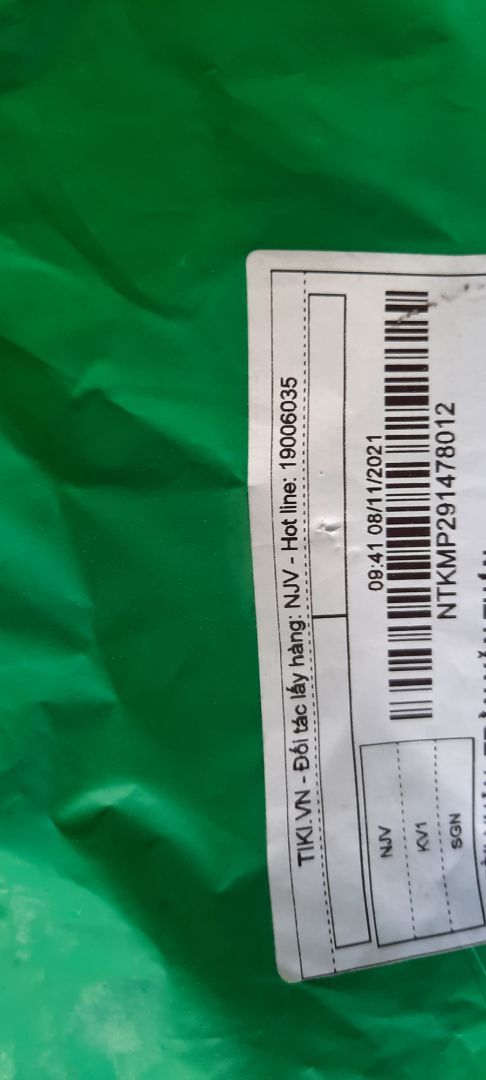 TIKI.VN - Đối tác lấy hàng: NJV - Hot line: 19006035
09:41 08/11/2021
NTKMP291478012
NJV
KV1
SGN